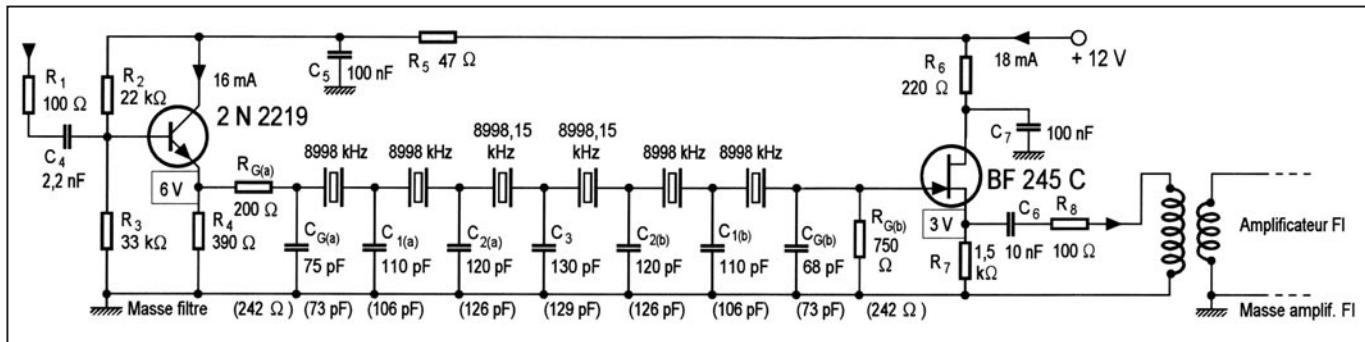 R1
100 Ω
C4
2,2 nF
R2
22 kΩ
R3
33 kΩ
16 mA
2 N 2219
6 V
R4
390 Ω
C5
100 nF
R5 47 Ω
RG(a)
200 Ω
8998 kHz
8998 kHz
8998,15
kHz
8998,15
kHz
8998 kHz
8998 kHz
CG(a)
75 pF
C1(a)
110 pF
C2(a)
120 pF
C3
130 pF
C2(b)
120 pF
C1(b)
110 pF
CG(b)
68 pF
RG(b)
750
Ω
R6
220 Ω
18 mA
+ 12 V
C7
100 nF
BF 245 C
3 V
C6
10 nF
R8
100Ω
R7
1,5
kΩ
Amplificateur FI
Masse filtre
(242 Ω)
(73 pF)
(106 pF)
(126 pF)
(129 pF)
(126 pF)
(106 pF)
(73 pF)
(242 Ω)
Masse amplif. FI